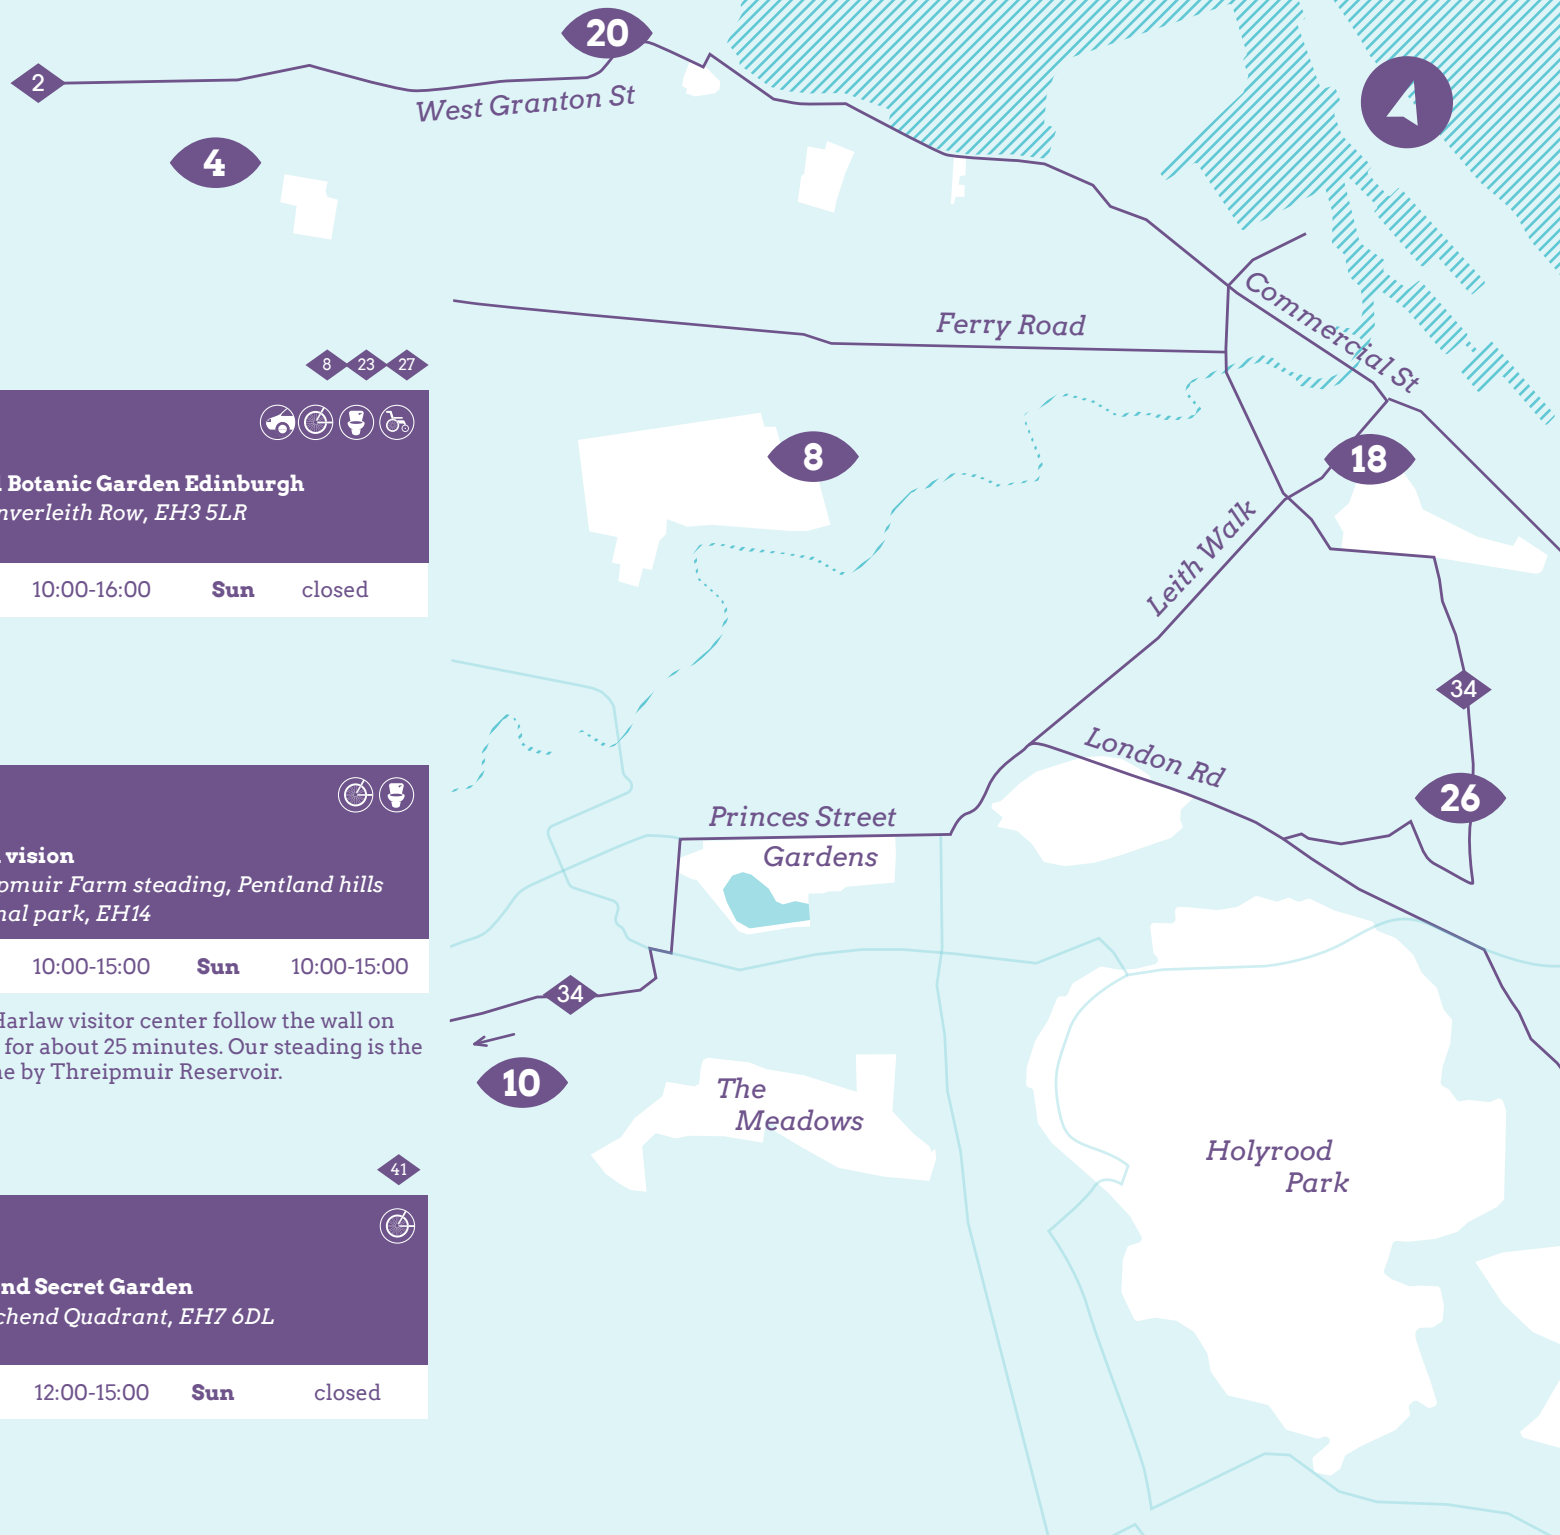 20
2
West Granton St
4
Commercial St
Ferry Road
8 23 27
Botanic Garden Edinburgh
nverleith Row, EH3 5LR
10:00-16:00 Sun closed
8
18
Leith Walk
34
London Rd
26
Princes Street
Gardens
vision
pmuir Farm steading, Pentland hills
nal park, EH14
10:00-15:00 Sun 10:00-15:00
Harlaw visitor center follow the wall on
for about 25 minutes. Our steading is the
ne by Threipmuir Reservoir.
34
10
The
Meadows
Holyrood
Park
41
nd Secret Garden
chend Quadrant, EH7 6DL
12:00-15:00 Sun closed